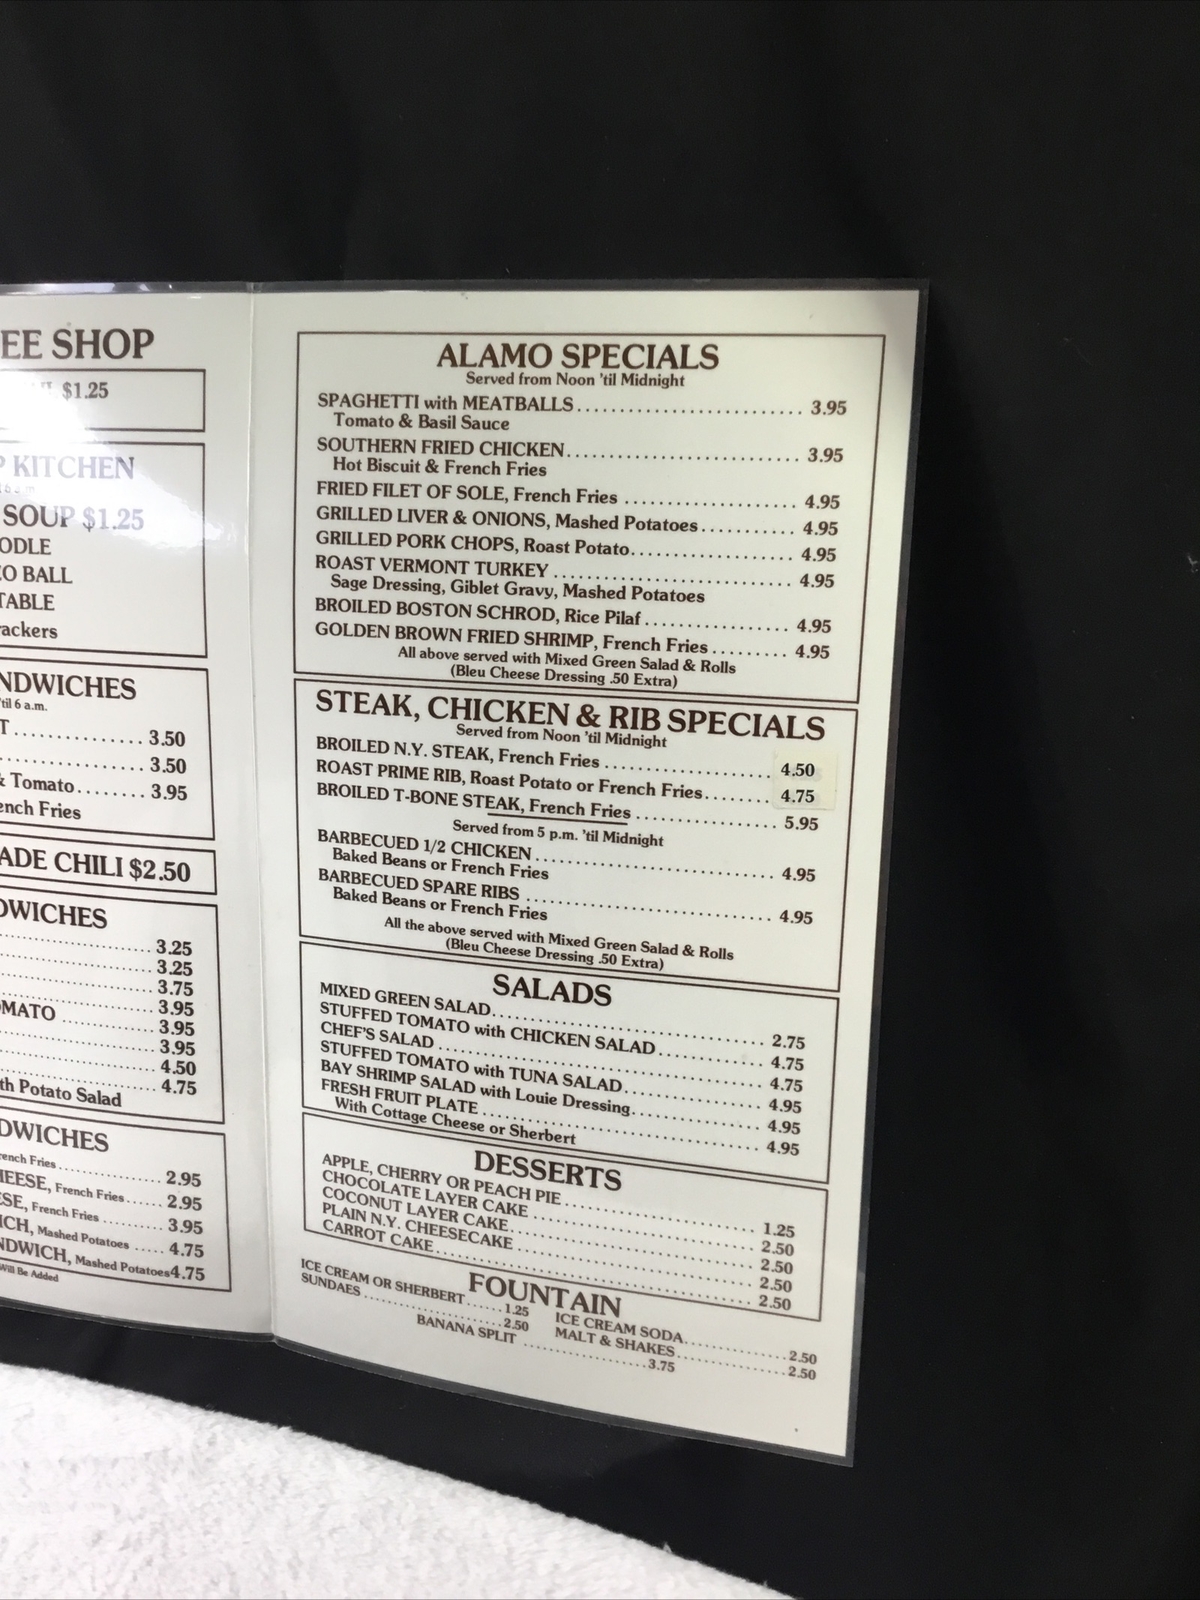 EE SHOP
$1.25
KITCHEN
SOUP $1.25
ODLE
O BALL
TABLE
ackers
NDWICHES
'til 6 a.m.
T .............. 3.50
.............. 3.50
& Tomato........ 3.95
ench Fries
ADE CHILI $2.50
DWICHES
.............. 3.25
.............. 3.25
.............. 3.75
.............. 3.95
OMATO ........... 3.95
.............. 3.95
.............. 4.50
.............. 4.75
th Potato Salad
DWICHES
rench Fries .............. 2.95
HEESE, French Fries ...... 2.95
ESE, French Fries .......... 3.95
ICH, Mashed Potatoes ..... 4.75
NDWICH, Mashed Potatoes 4.75
Will Be Added
ALAMO SPECIALS
Served from Noon 'til Midnight
SPAGHETTI with MEATBALLS .......................... 3.95
Tomato & Basil Sauce
SOUTHERN FRIED CHICKEN .......................... 3.95
Hot Biscuit & French Fries
FRIED FILET OF SOLE, French Fries .................... 4.95
GRILLED LIVER & ONIONS, Mashed Potatoes ........... 4.95
GRILLED PORK CHOPS, Roast Potato .................. 4.95
ROAST VERMONT TURKEY .......................... 4.95
Sage Dressing, Giblet Gravy, Mashed Potatoes
BROILED BOSTON SCHROD, Rice Pilaf ................ 4.95
GOLDEN BROWN FRIED SHRIMP, French Fries ......... 4.95
All above served with Mixed Green Salad & Rolls
(Bleu Cheese Dressing .50 Extra)
STEAK, CHICKEN & RIB SPECIALS
Served from Noon 'til Midnight
BROILED N.Y. STEAK, French Fries .................... 4.50
ROAST PRIME RIB, Roast Potato or French Fries ........ 4.75
BROILED T-BONE STEAK, French Fries ................. 5.95
Served from 5 p.m. 'til Midnight
BARBECUED 1/2 CHICKEN ............................ 4.95
Baked Beans or French Fries
BARBECUED SPARE RIBS ............................ 4.95
Baked Beans or French Fries
All the above served with Mixed Green Salad & Rolls
(Bleu Cheese Dressing .50 Extra)
SALADS
MIXED GREEN SALAD ................................ 2.75
STUFFED TOMATO with CHICKEN SALAD ............. 4.75
CHEF'S SALAD ...................................... 4.75
STUFFED TOMATO with TUNA SALAD ................ 4.95
BAY SHRIMP SALAD with Louie Dressing ............... 4.95
FRESH FRUIT PLATE ................................ 4.95
With Cottage Cheese or Sherbert
DESSERTS
APPLE, CHERRY OR PEACH PIE ...................... 1.25
CHOCOLATE LAYER CAKE .......................... 2.50
COCONUT LAYER CAKE ............................. 2.50
PLAIN N.Y. CHEESECAKE ............................ 2.50
CARROT CAKE ..................................... 2.50
FOUNTAIN
ICE CREAM OR SHERBERT ...... 1.25
SUNDAES ..................... 2.50
ICE CREAM SODA ............. 2.50
MALT & SHAKES .............. 2.50
BANANA SPLIT .................. 3.75